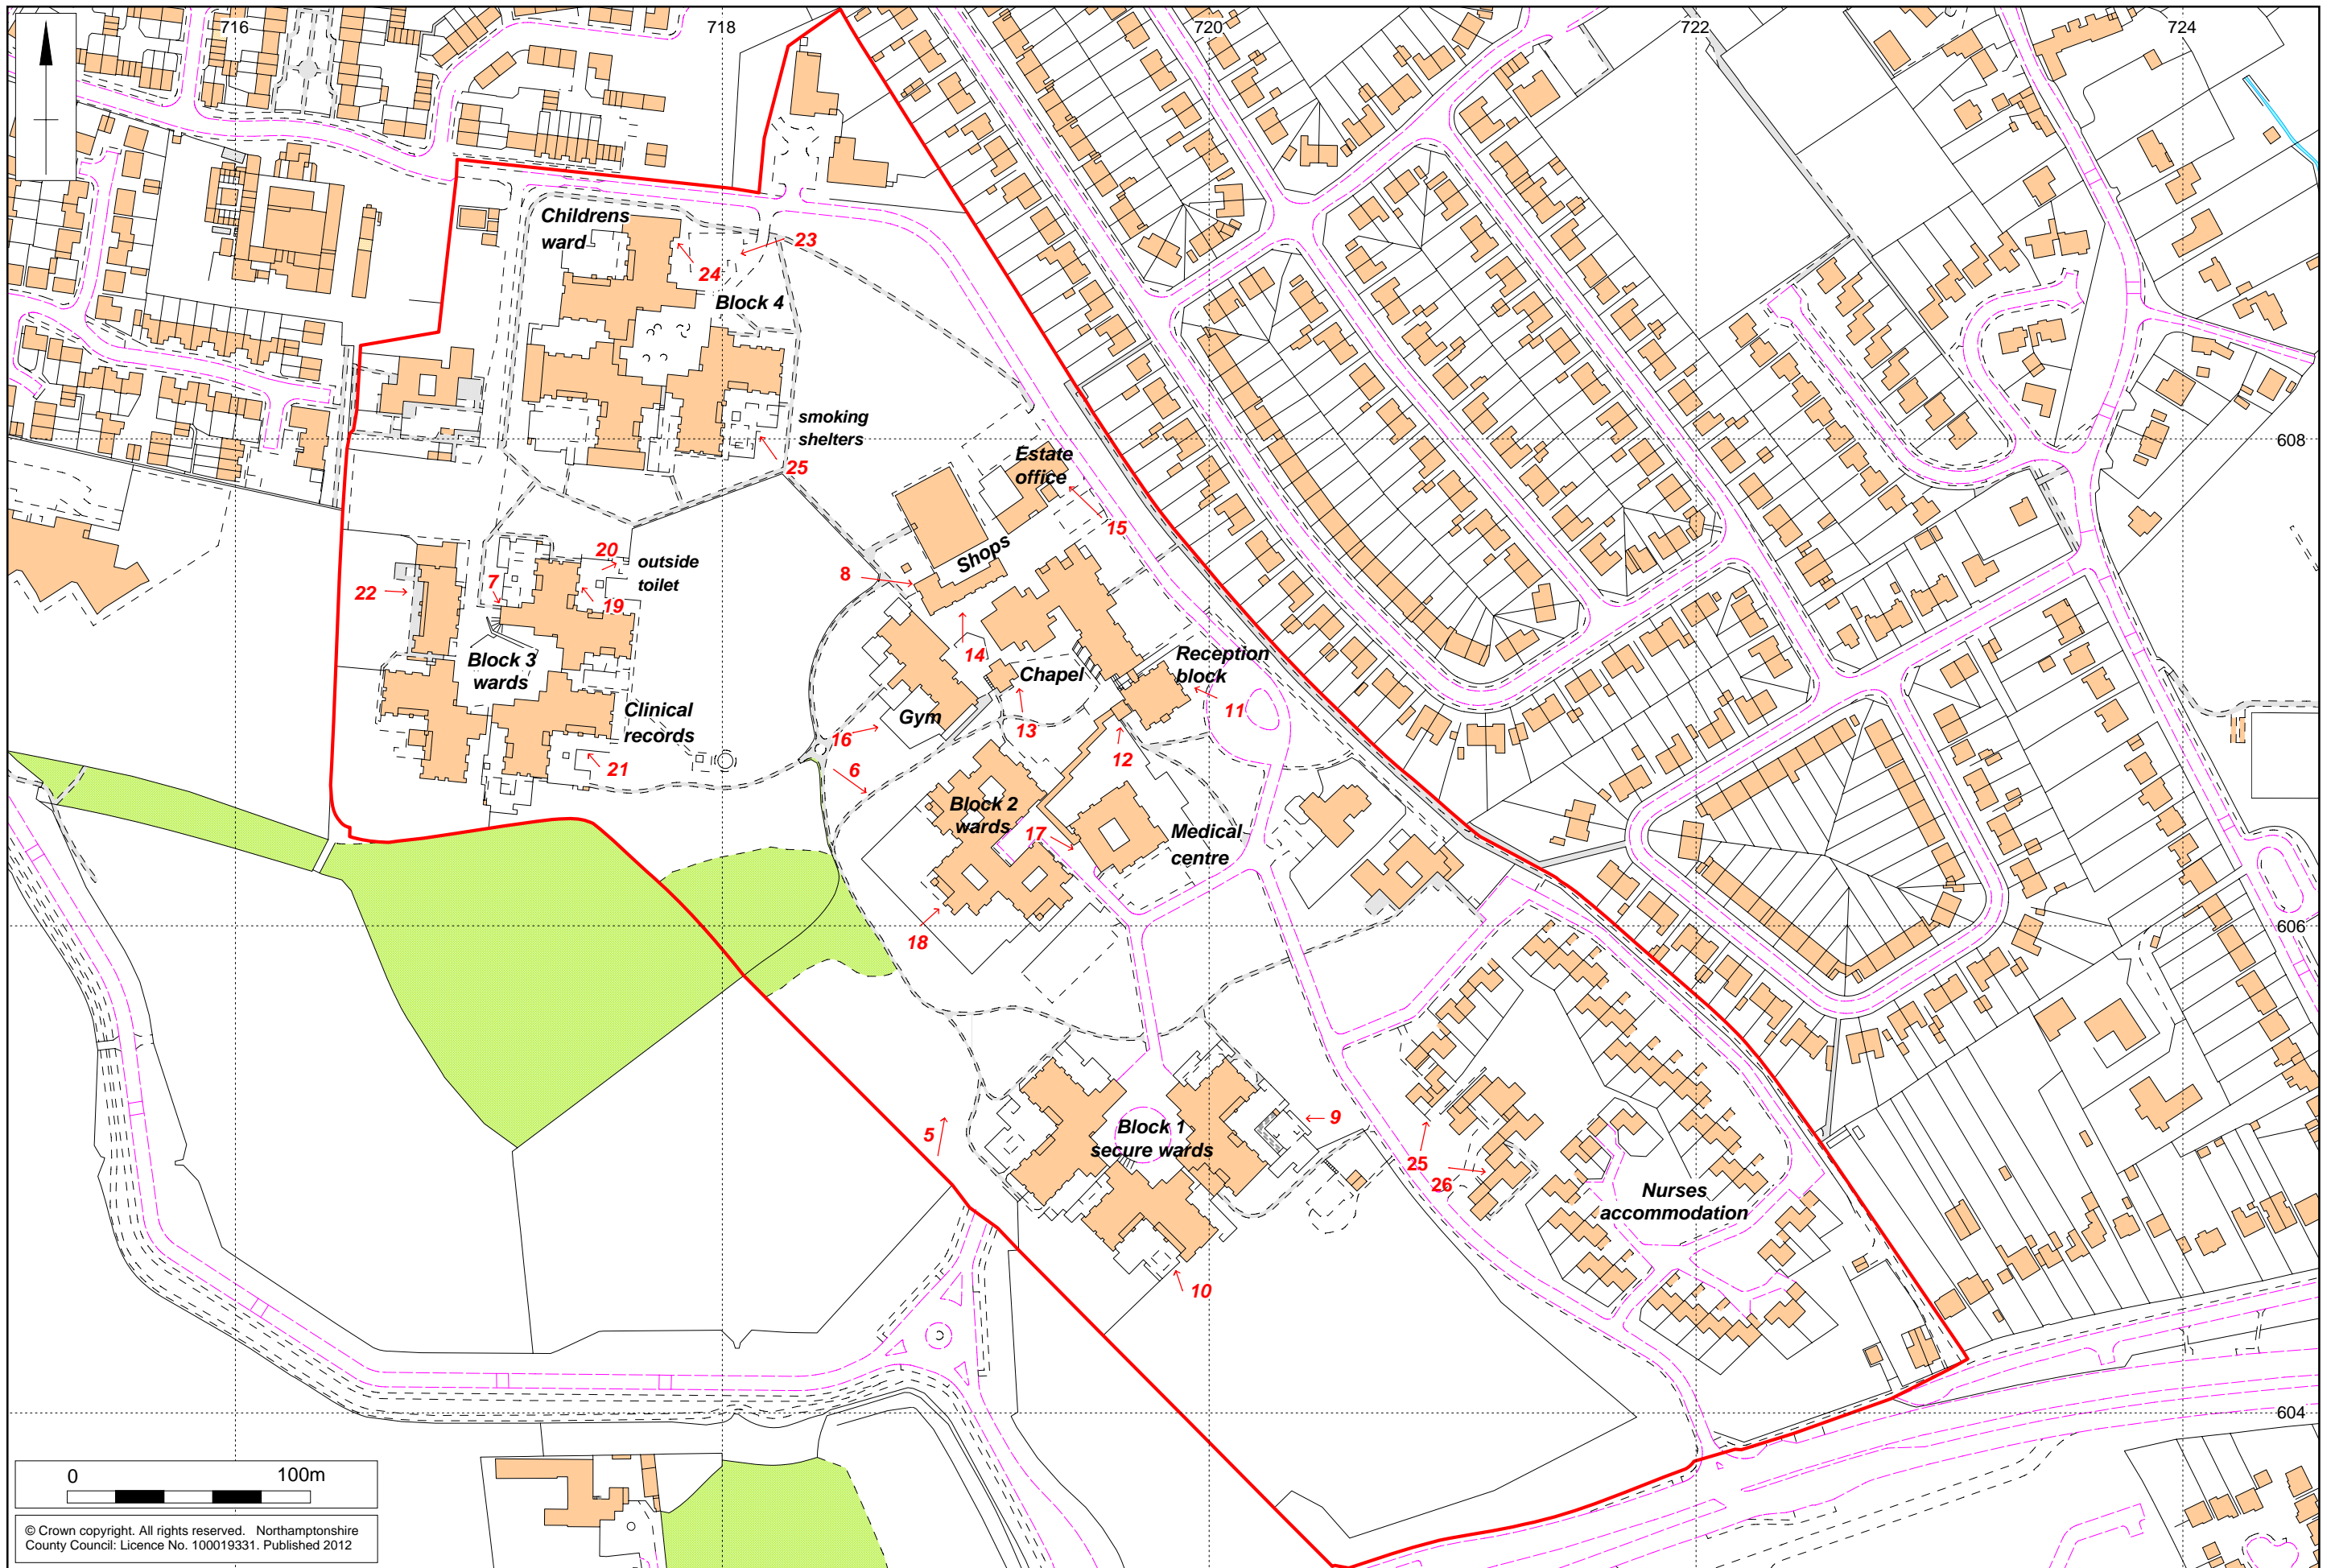 716
718
720
722
724
Childrens
ward
23
24
Block 4
smoking
shelters
25
608
Estate
office
15
Shops
8
20
outside
toilet
7
22
19
14
Block 3
wards
Chapel
Reception
block
Clinical
records
Gym
11
16
13
12
21
6
Block 2
wards
17
Medical
centre
18
606
5
Block 1
secure wards
9
25
26
Nurses
accommodation
10
604
0
100m
© Crown copyright. All rights reserved. Northamptonshire
County Council: Licence No. 100019331. Published 2012